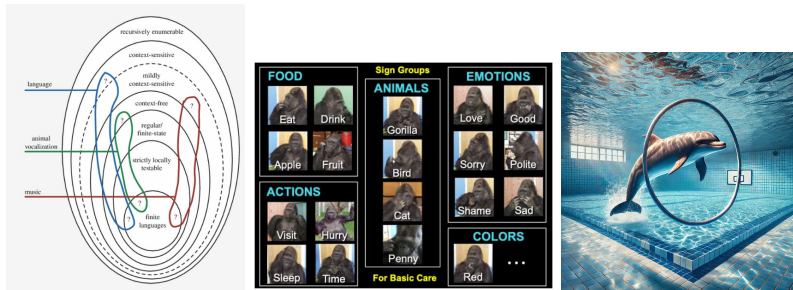 recursively enumerable
context-sensitive
?
mildly
context-sensitive
language
?
context-free
?
regular/
finite-state
animal
vocalization
strictly locally
testable
music
?
finite
languages
?
?
Sign Groups
FOOD
Eat
Drink
Apple
Fruit
ACTIONS
Visit
Hurry
Sleep
Time
ANIMALS
Gorilla
Bird
Cat
Penny
EMOTIONS
Love
Good
Sorry
Polite
Shame
Sad
COLORS
Red
...
For Basic Care